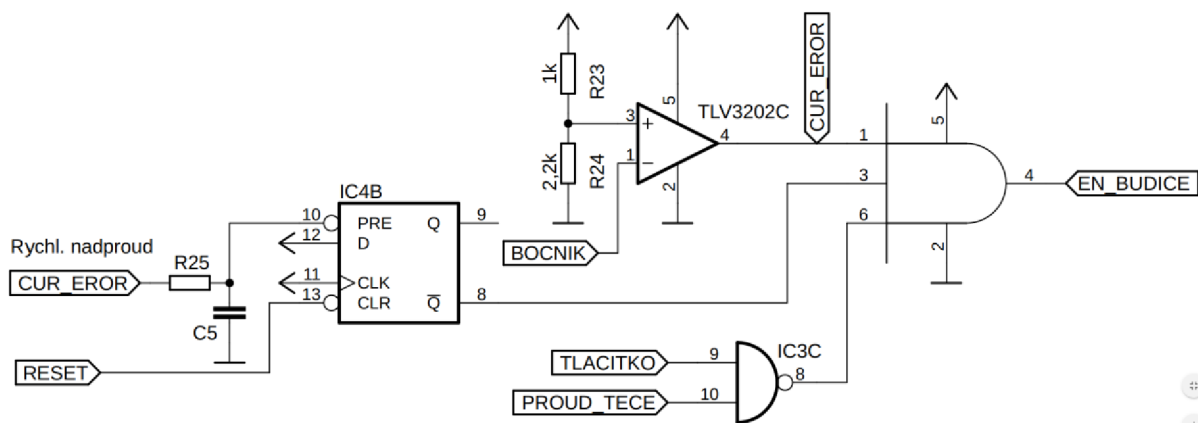 1k
R23
2,2k
R24
3
+
1
−
5
2
4
TLV3202C
CUR_EROR
1
3
6
5
2
4
EN_BUDICE
BOCNIK
IC4B
10
PRE
Q
9
12
D
11
CLK
13
CLR
Q
8
Rychl. nadproud
CUR_EROR
R25
C5
RESET
TLACITKO
9
PROUD_TECE
10
IC3C
8